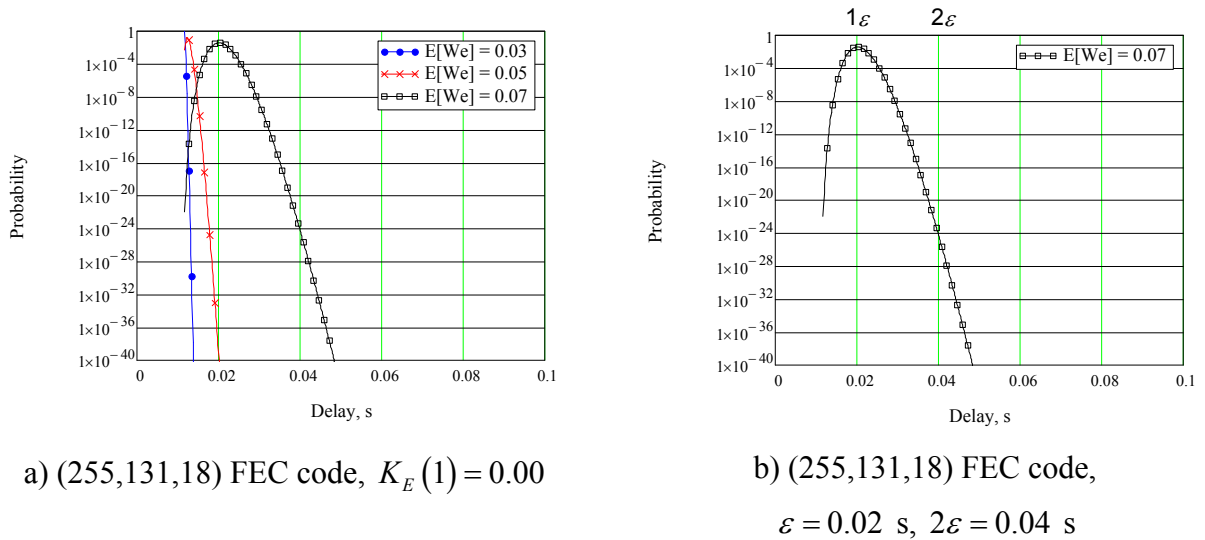 E[We] = 0.03
E[We] = 0.05
E[We] = 0.07
Probability
1
1×10⁻⁴
1×10⁻⁸
1×10⁻¹²
1×10⁻¹⁶
1×10⁻²⁰
1×10⁻²⁴
1×10⁻²⁸
1×10⁻³²
1×10⁻³⁶
1×10⁻⁴⁰
0 0.02 0.04 0.06 0.08 0.1
Delay, s
a) (255,131,18) FEC code, K_E(1) = 0.00
1ε 2ε
E[We] = 0.07
Probability
1
1×10⁻⁴
1×10⁻⁸
1×10⁻¹²
1×10⁻¹⁶
1×10⁻²⁰
1×10⁻²⁴
1×10⁻²⁸
1×10⁻³²
1×10⁻³⁶
1×10⁻⁴⁰
0 0.02 0.04 0.06 0.08 0.1
Delay, s
b) (255,131,18) FEC code,
ε = 0.02 s, 2ε = 0.04 s